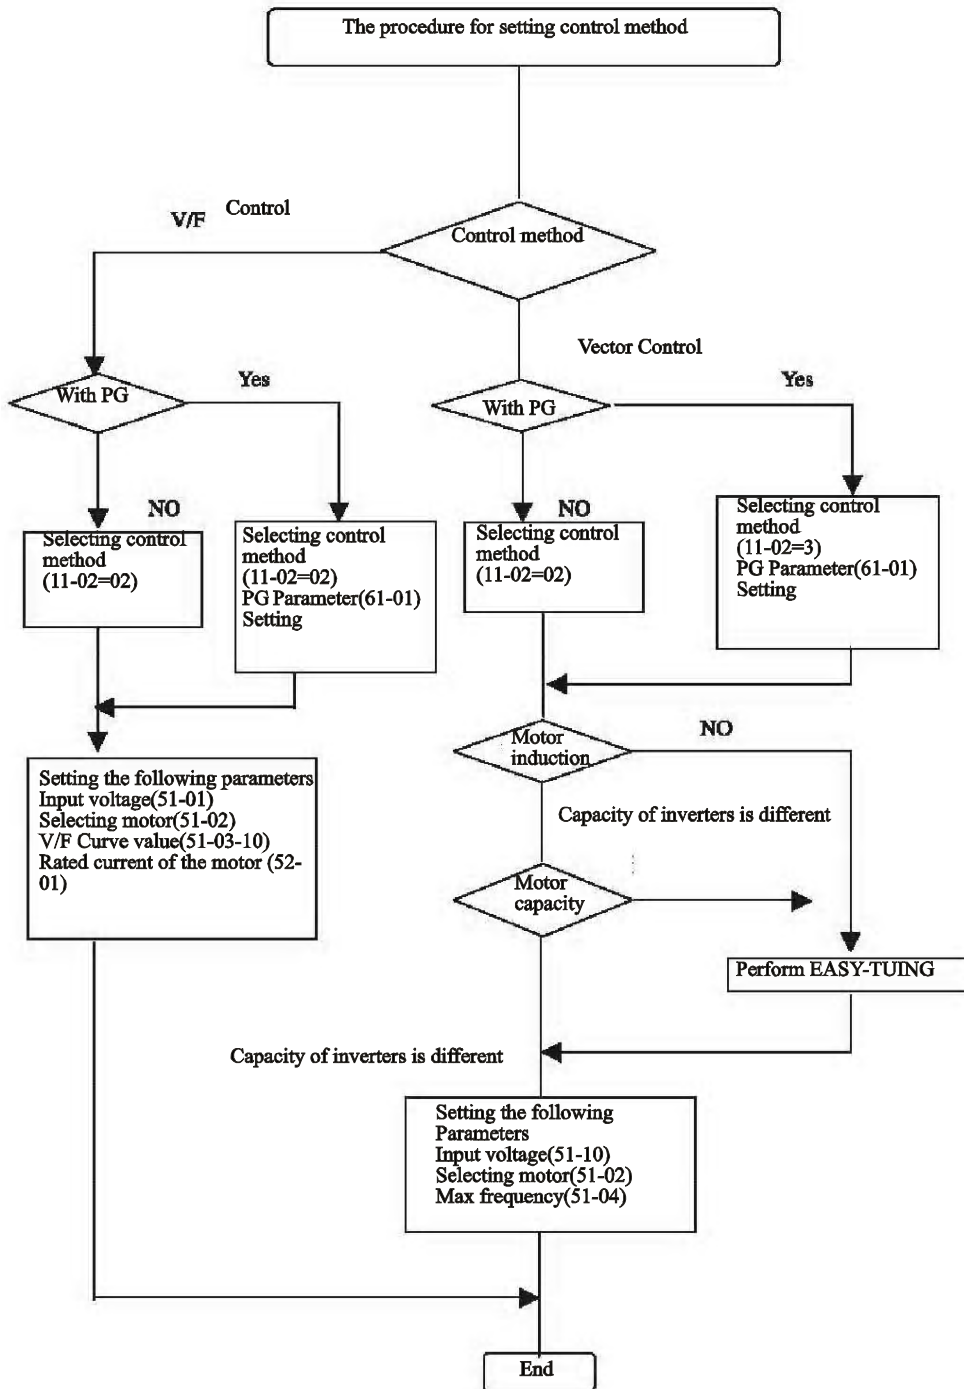 The procedure for setting control method
V/F Control
Control method
Vector Control
With PG
Yes
With PG
Yes
NO
Selecting control
method
(11-02=02)
Selecting control
method
(11-02=02)
PG Parameter(61-01)
Setting
NO
Selecting control
method
(11-02=02)
Selecting control
method
(11-02=3)
PG Parameter(61-01)
Setting
Motor
induction
NO
Setting the following parameters
Input voltage(51-01)
Selecting motor(51-02)
V/F Curve value(51-03-10)
Rated current of the motor (52-
01)
Capacity of inverters is different
Motor
capacity
Perform EASY-TUING
Capacity of inverters is different
Setting the following
Parameters
Input voltage(51-10)
Selecting motor(51-02)
Max frequency(51-04)
End